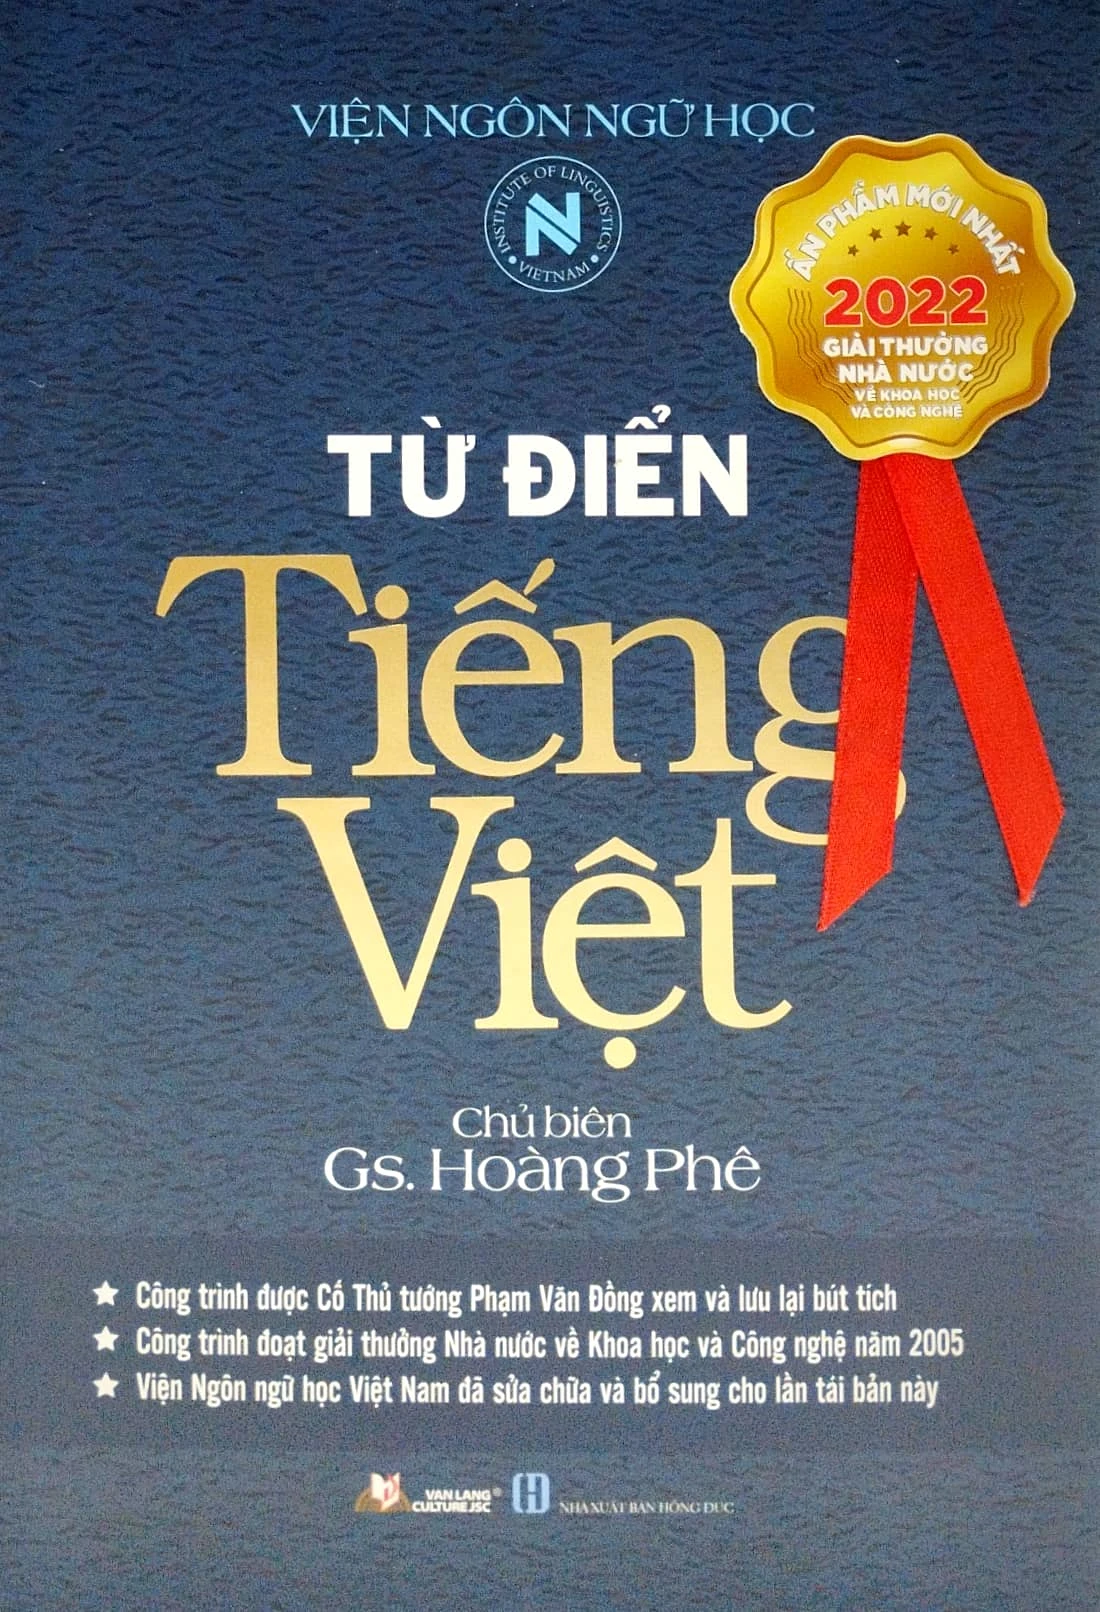 VIỆN NGÔN NGỮ HỌC
INSTITUTE OF LINGUISTICS
VIETNAM
ẤN PHẨM MỚI NHẤT
2022
GIẢI THƯỞNG
NHÀ NƯỚC
VỀ KHOA HỌC
VÀ CÔNG NGHỆ
TỪ ĐIỂN
Tiếng
Việt
Chủ biên
Gs. Hoàng Phê
★ Công trình được Cố Thủ tướng Phạm Văn Đồng xem và lưu lại bút tích
★ Công trình đoạt giải thưởng Nhà nước về Khoa học và Công nghệ năm 2005
★ Viện Ngôn ngữ học Việt Nam đã sửa chữa và bổ sung cho lần tái bản này
VAN LANG®
CULTURE JSC
NHÀ XUẤT BẢN HỒNG ĐỨC